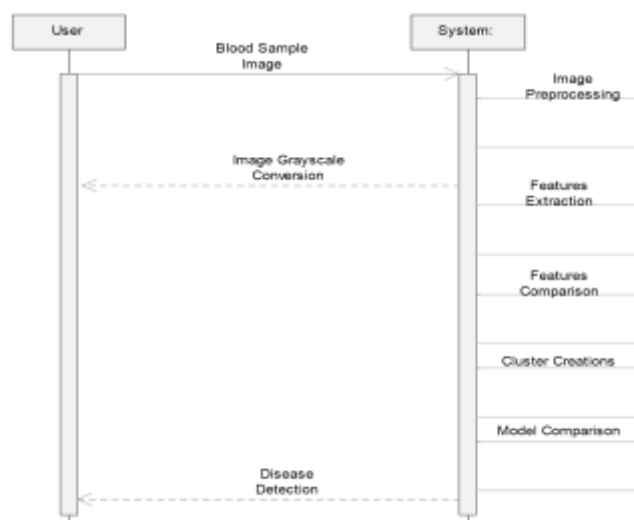 User
System:
Blood Sample
Image
Image
Preprocessing
Image Grayscale
Conversion
Features
Extraction
Features
Comparison
Cluster Creations
Model Comparison
Disease
Detection